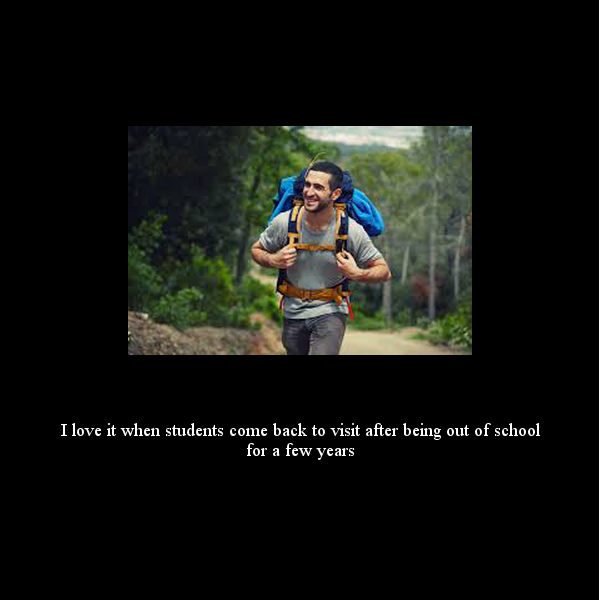 I love it when students come back to visit after being out of school
for a few years